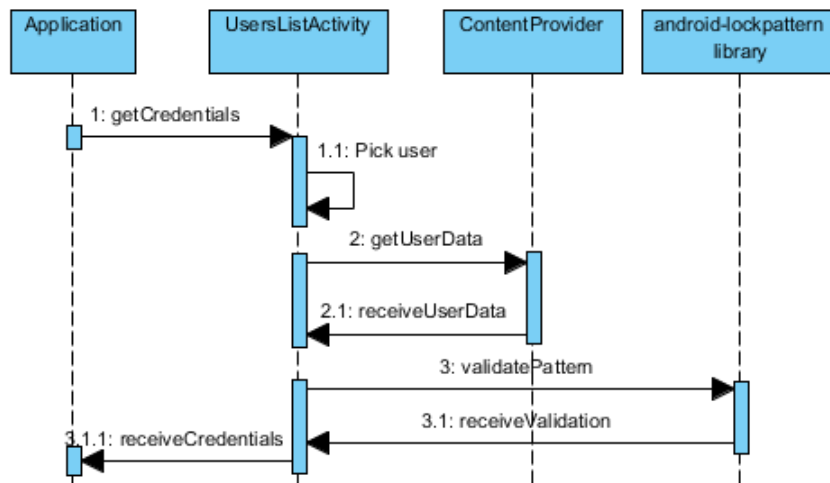 Application
UsersListActivity
ContentProvider
android-lockpattern
library
1: getCredentials
1.1: Pick user
2: getUserData
2.1: receiveUserData
3: validatePattern
3.1: receiveValidation
3.1.1: receiveCredentials